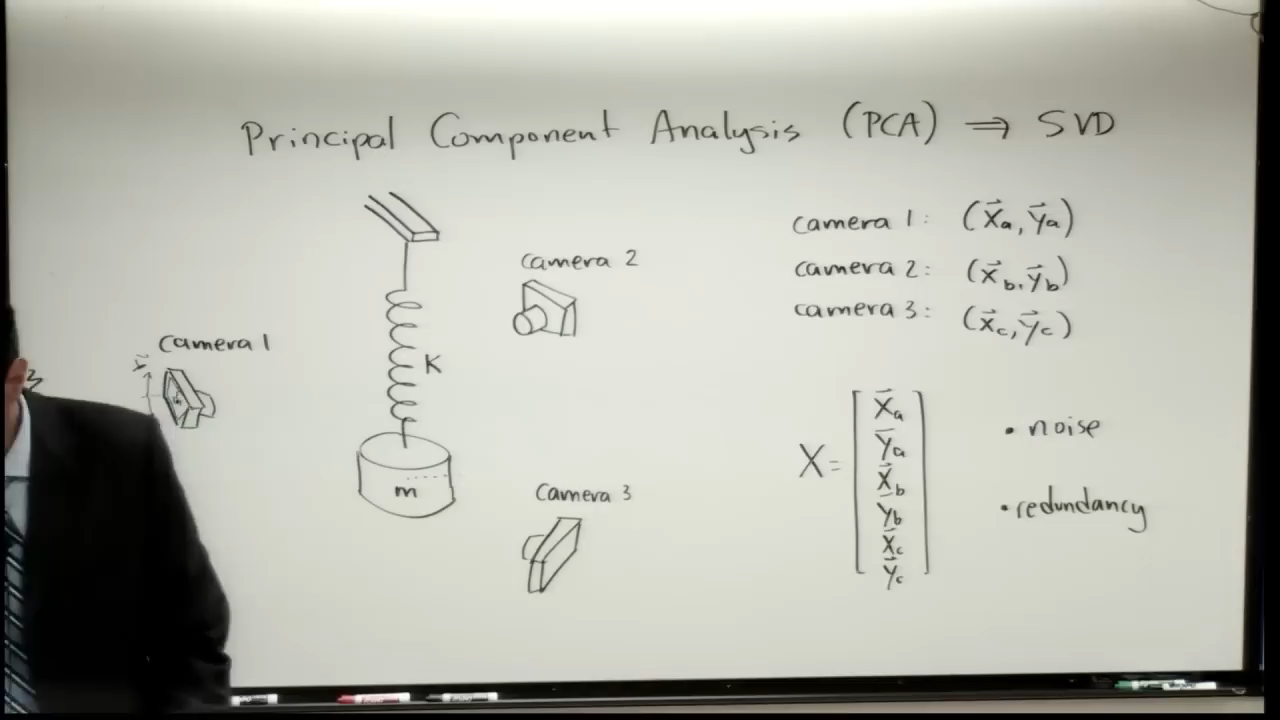 Principal Component Analysis (PCA) ⇒ SVD
camera 1: (x⃗a, y⃗a)
camera 2: (x⃗b, y⃗b)
camera 3: (x⃗c, y⃗c)
camera 2
camera 1
K
m
camera 3
X = [x⃗a
y⃗a
x⃗b
y⃗b
x⃗c
y⃗c]
• noise
• redundancy